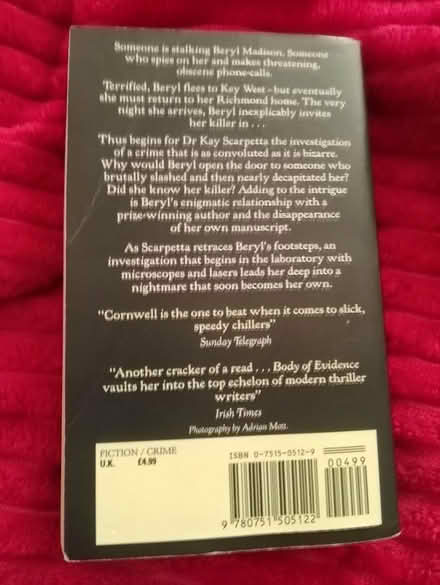 Someone is stalking Beryl Madison. Someone
who spies on her and makes threatening,
obscene phone-calls.
Terrified, Beryl flees to Key West – but eventually
she must return to her Richmond home. The very
night she arrives, Beryl inexplicably invites
her killer in . . .
Thus begins for Dr Kay Scarpetta the investigation
of a crime that is as convoluted as it is bizarre.
Why would Beryl open the door to someone who
brutally slashed and then nearly decapitated her?
Did she know her killer? Adding to the intrigue
is Beryl's enigmatic relationship with a
prize-winning author and the disappearance
of her own manuscript.
As Scarpetta retraces Beryl's footsteps, an
investigation that begins in the laboratory with
microscopes and lasers leads her deep into a
nightmare that soon becomes her own.
"Cornwell is the one to beat when it comes to slick,
speedy chillers"
Sunday Telegraph
"Another cracker of a read . . . Body of Evidence
vaults her into the top echelon of modern thriller
writers"
Irish Times
Photography by Adrian Mott.
FICTION / CRIME
U.K. £4.99
ISBN 0-7515-0512-9
00499
9 780751 505122